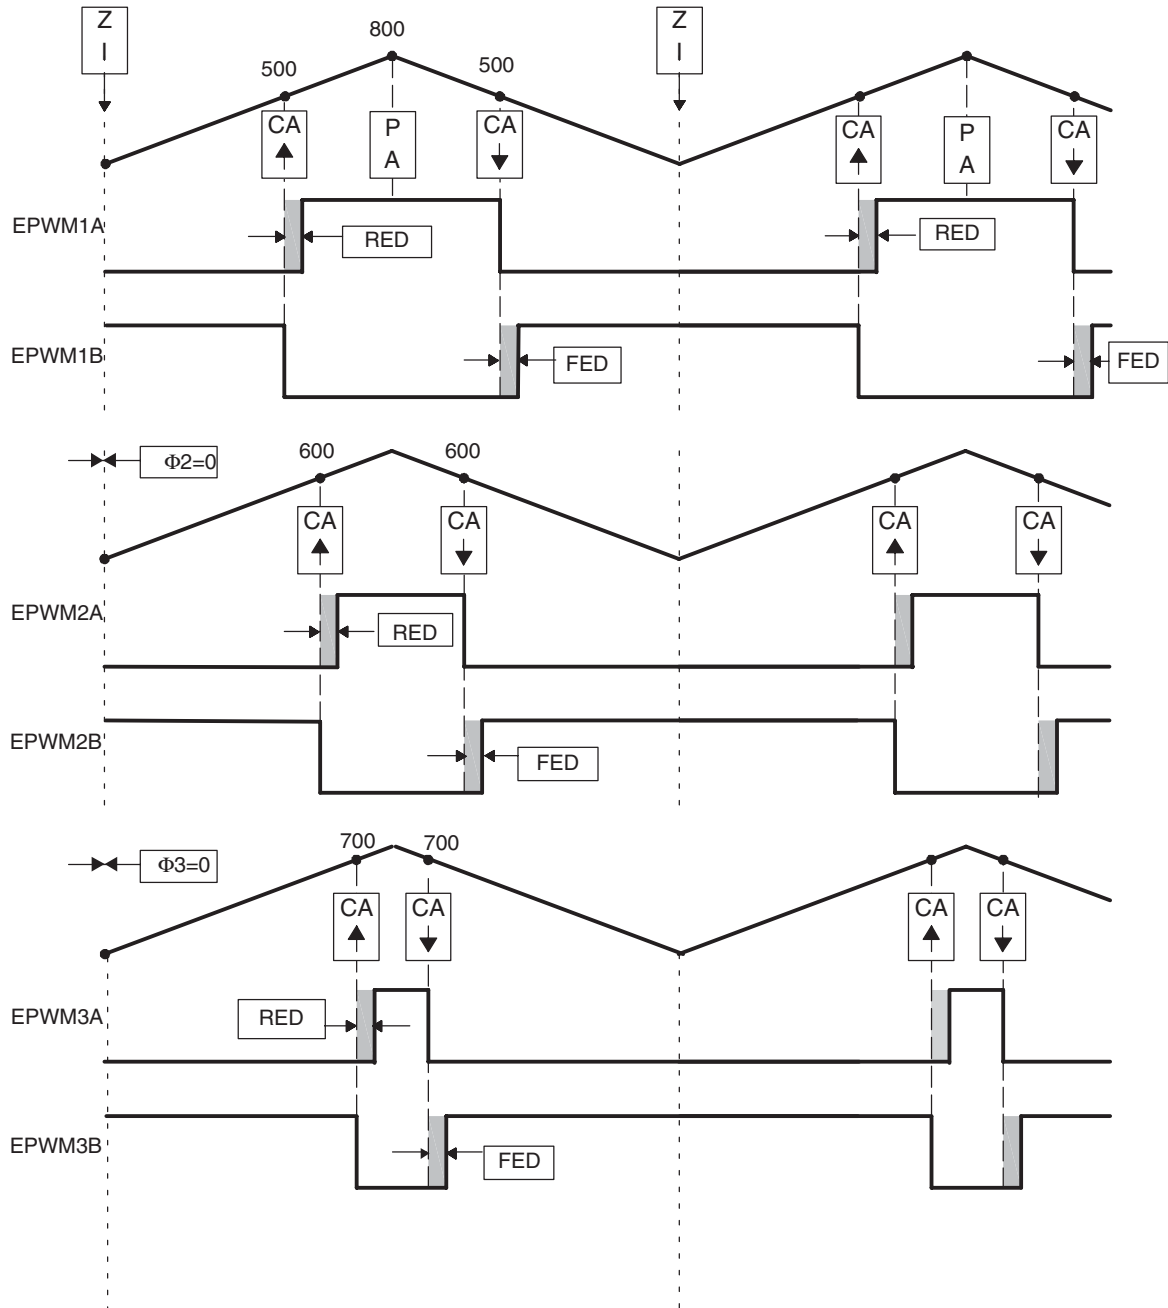 Z
I
Z
I
800
500
500
CA
P
A
CA
CA
P
A
CA
EPWM1A
RED
RED
EPWM1B
FED
FED
Φ2=0
600
600
CA
CA
CA
CA
EPWM2A
RED
EPWM2B
FED
Φ3=0
700
700
CA
CA
CA
CA
EPWM3A
RED
EPWM3B
FED